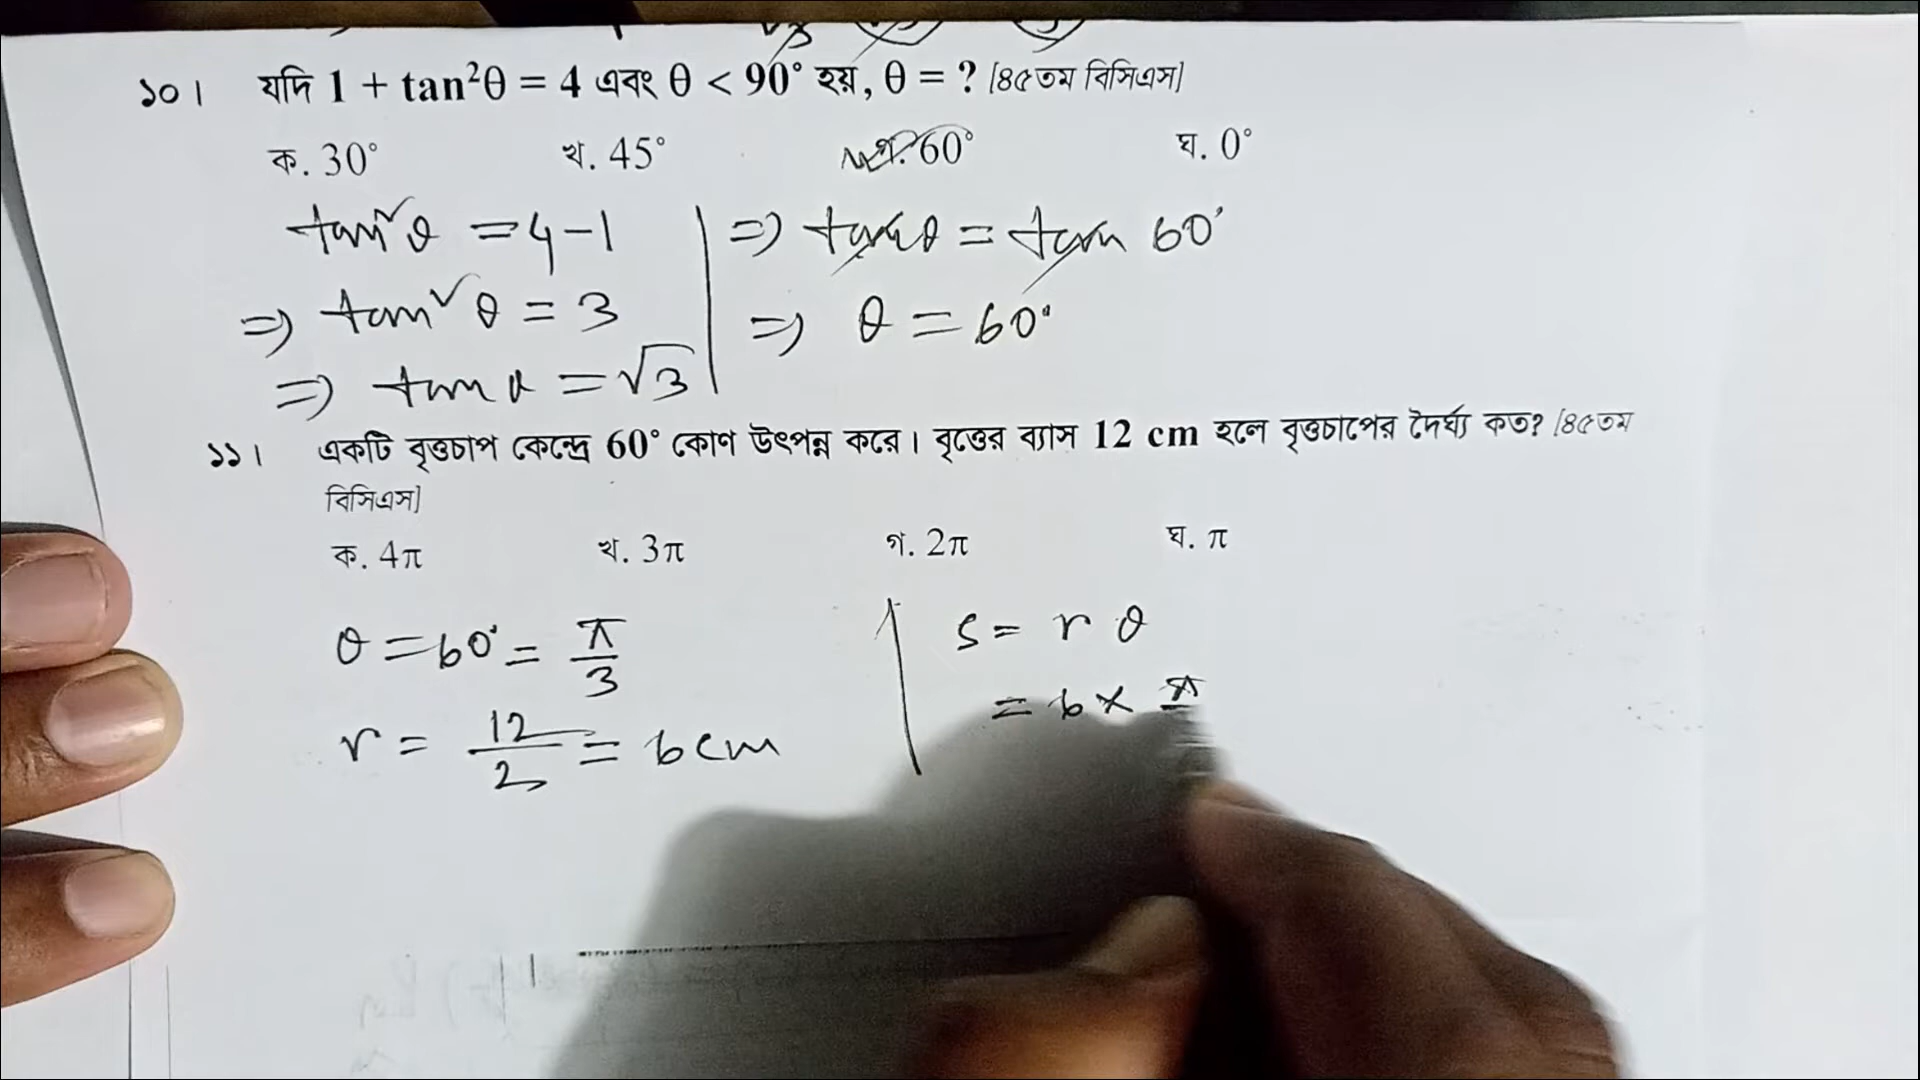 ১০। যদি 1 + tan²θ = 4 এবং θ < 90° হয়, θ = ? [৪৫তম বিসিএস]
ক. 30° খ. 45° গ. 60° ঘ. 0°
tan²θ = 4-1
⇒ tan²θ = 3
⇒ tanθ = √3
⇒ tanθ = tan 60°
⇒ θ = 60°
১১। একটি বৃত্তচাপ কেন্দ্রে 60° কোণ উৎপন্ন করে। বৃত্তের ব্যাস 12 cm হলে বৃত্তচাপের দৈর্ঘ্য কত? [৪৫তম
বিসিএস]
ক. 4π খ. 3π গ. 2π ঘ. π
θ = 60° = π/3
r = 12/2 = 6cm
S = rθ
= 6 × π